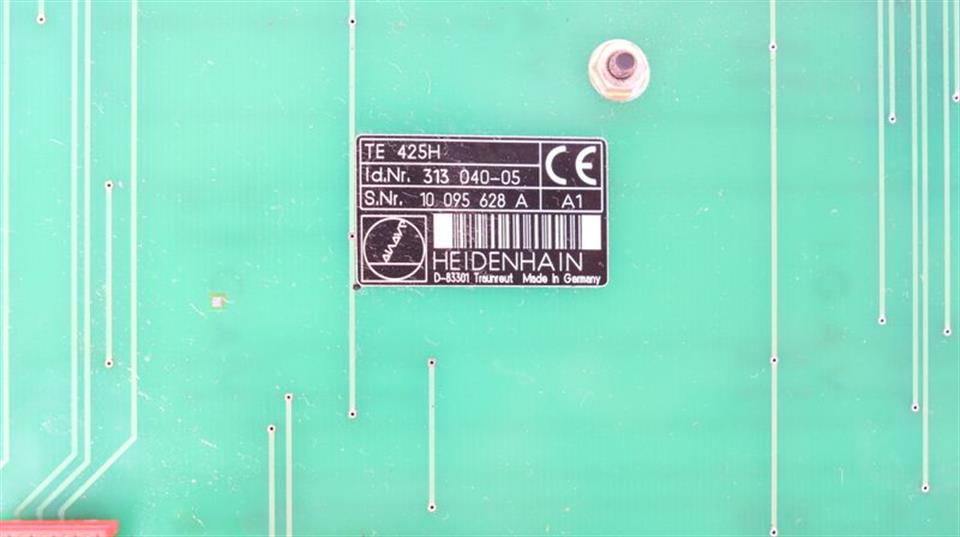 TE 425H
Id.Nr. 313 040-05
S.Nr. 10 095 628 A A1
CE
HEIDENHAIN
D-83301 Traunreut Made in Germany